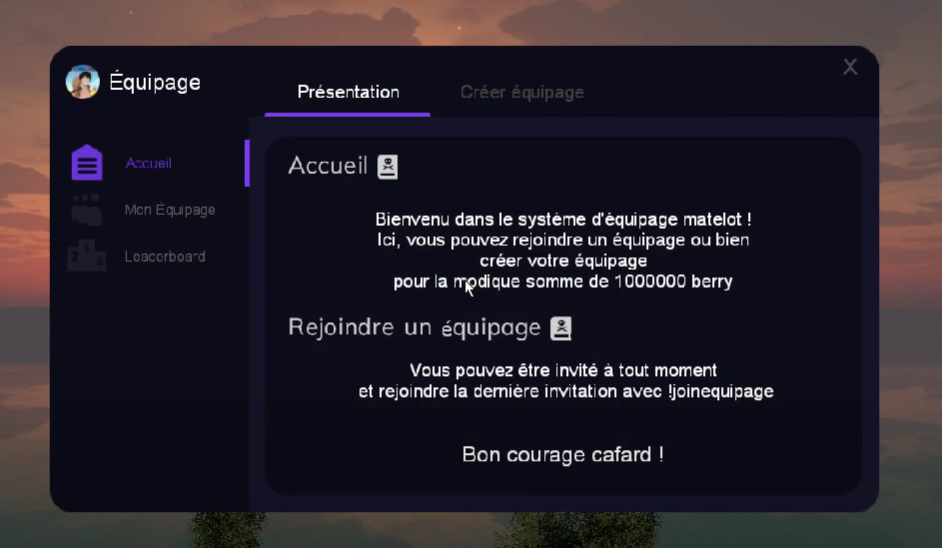 Équipage
Présentation
Créer équipage
X
Accueil
Mon Équipage
Leaderboard
Accueil
Bienvenu dans le système d'équipage matelot !
Ici, vous pouvez rejoindre un équipage ou bien
créer votre équipage
pour la modique somme de 1000000 berry
Rejoindre un équipage
Vous pouvez être invité à tout moment
et rejoindre la dernière invitation avec !joinequipage
Bon courage cafard !